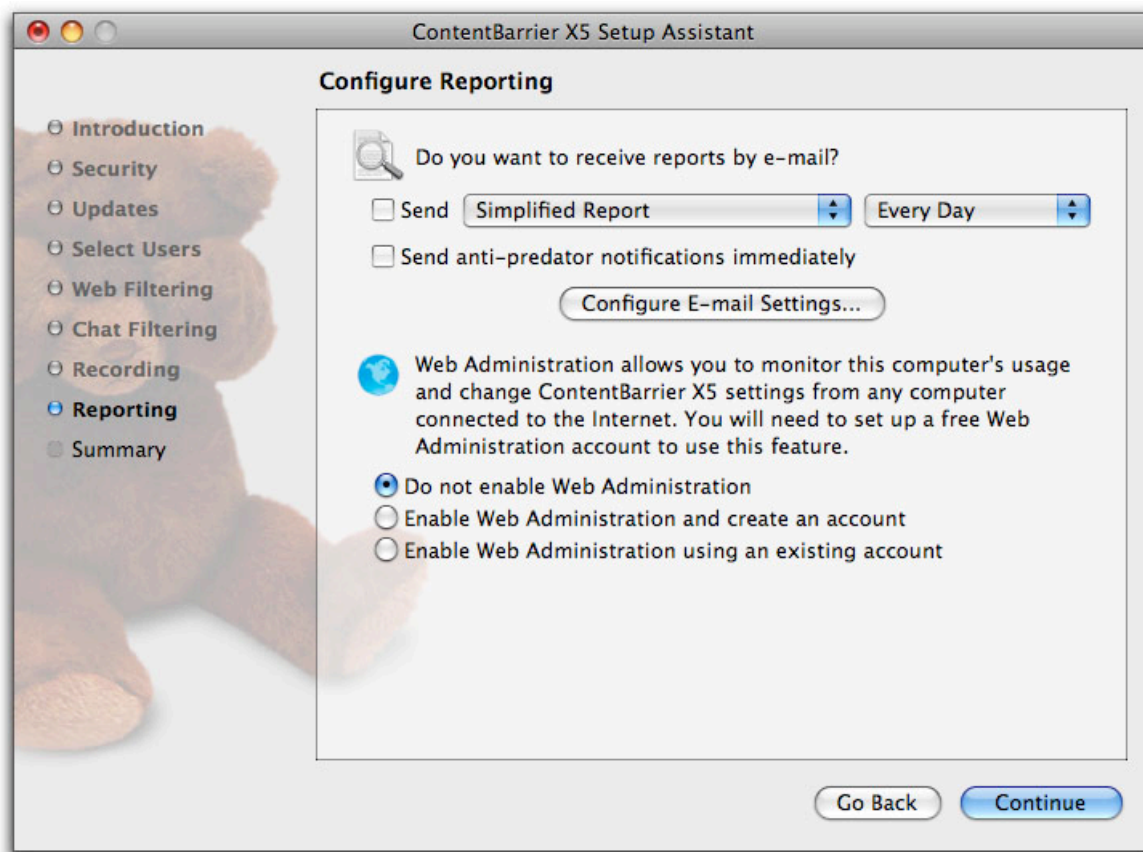 ContentBarrier X5 Setup Assistant
Configure Reporting
Introduction
Security
Updates
Select Users
Web Filtering
Chat Filtering
Recording
Reporting
Summary
Do you want to receive reports by e-mail?
Send Simplified Report Every Day
Send anti-predator notifications immediately
Configure E-mail Settings...
Web Administration allows you to monitor this computer's usage
and change ContentBarrier X5 settings from any computer
connected to the Internet. You will need to set up a free Web
Administration account to use this feature.
Do not enable Web Administration
Enable Web Administration and create an account
Enable Web Administration using an existing account
Go Back Continue